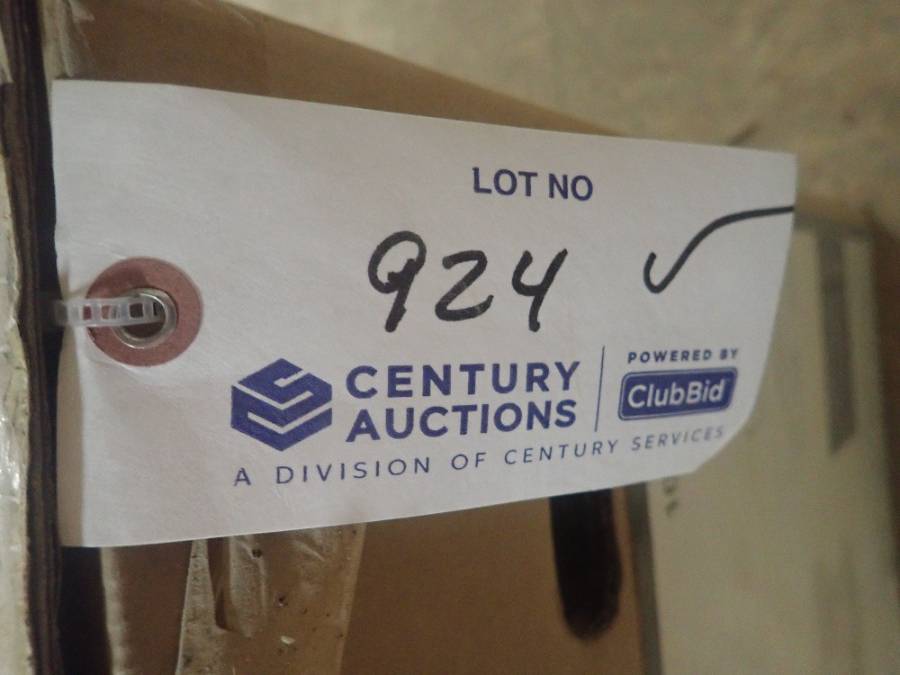 LOT NO
924
CENTURY
AUCTIONS
POWERED BY
ClubBid
A DIVISION OF CENTURY SERVICES